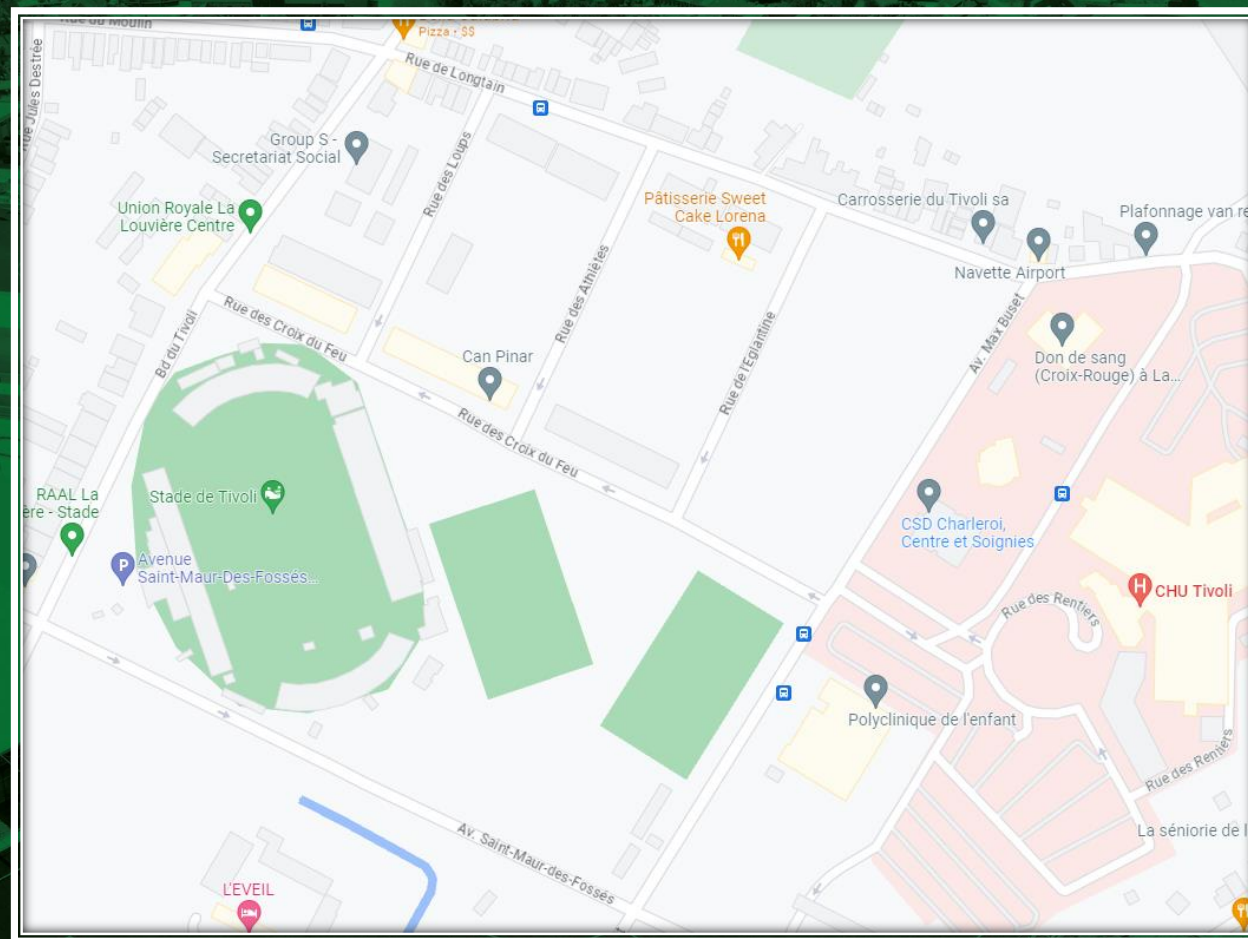 Rue du Moulin
Pizza • $$
Rue Jules Destrée
Rue de Longtain
Group S -
Secretariat Social
Rue des Loups
Union Royale La
Louvière Centre
Pâtisserie Sweet
Cake Lorena
Carrosserie du Tivoli sa
Plafonnage van re
Navette Airport
Rue des Athlètes
Av. Max Buset
Rue des Croix du Feu
Bd du Tivoli
Rue de l'Eglantine
Don de sang
(Croix-Rouge) à La...
Can Pinar
Rue des Croix du Feu
RAAL La
ère - Stade
Stade de Tivoli
CSD Charleroi,
Centre et Soignies
P
Avenue
Saint-Maur-Des-Fossés...
H
CHU Tivoli
Rue des Rentiers
Polyclinique de l'enfant
Rue des Rentiers
Av. Saint-Maur-des-Fossés
La séniorie de l
L'EVEIL